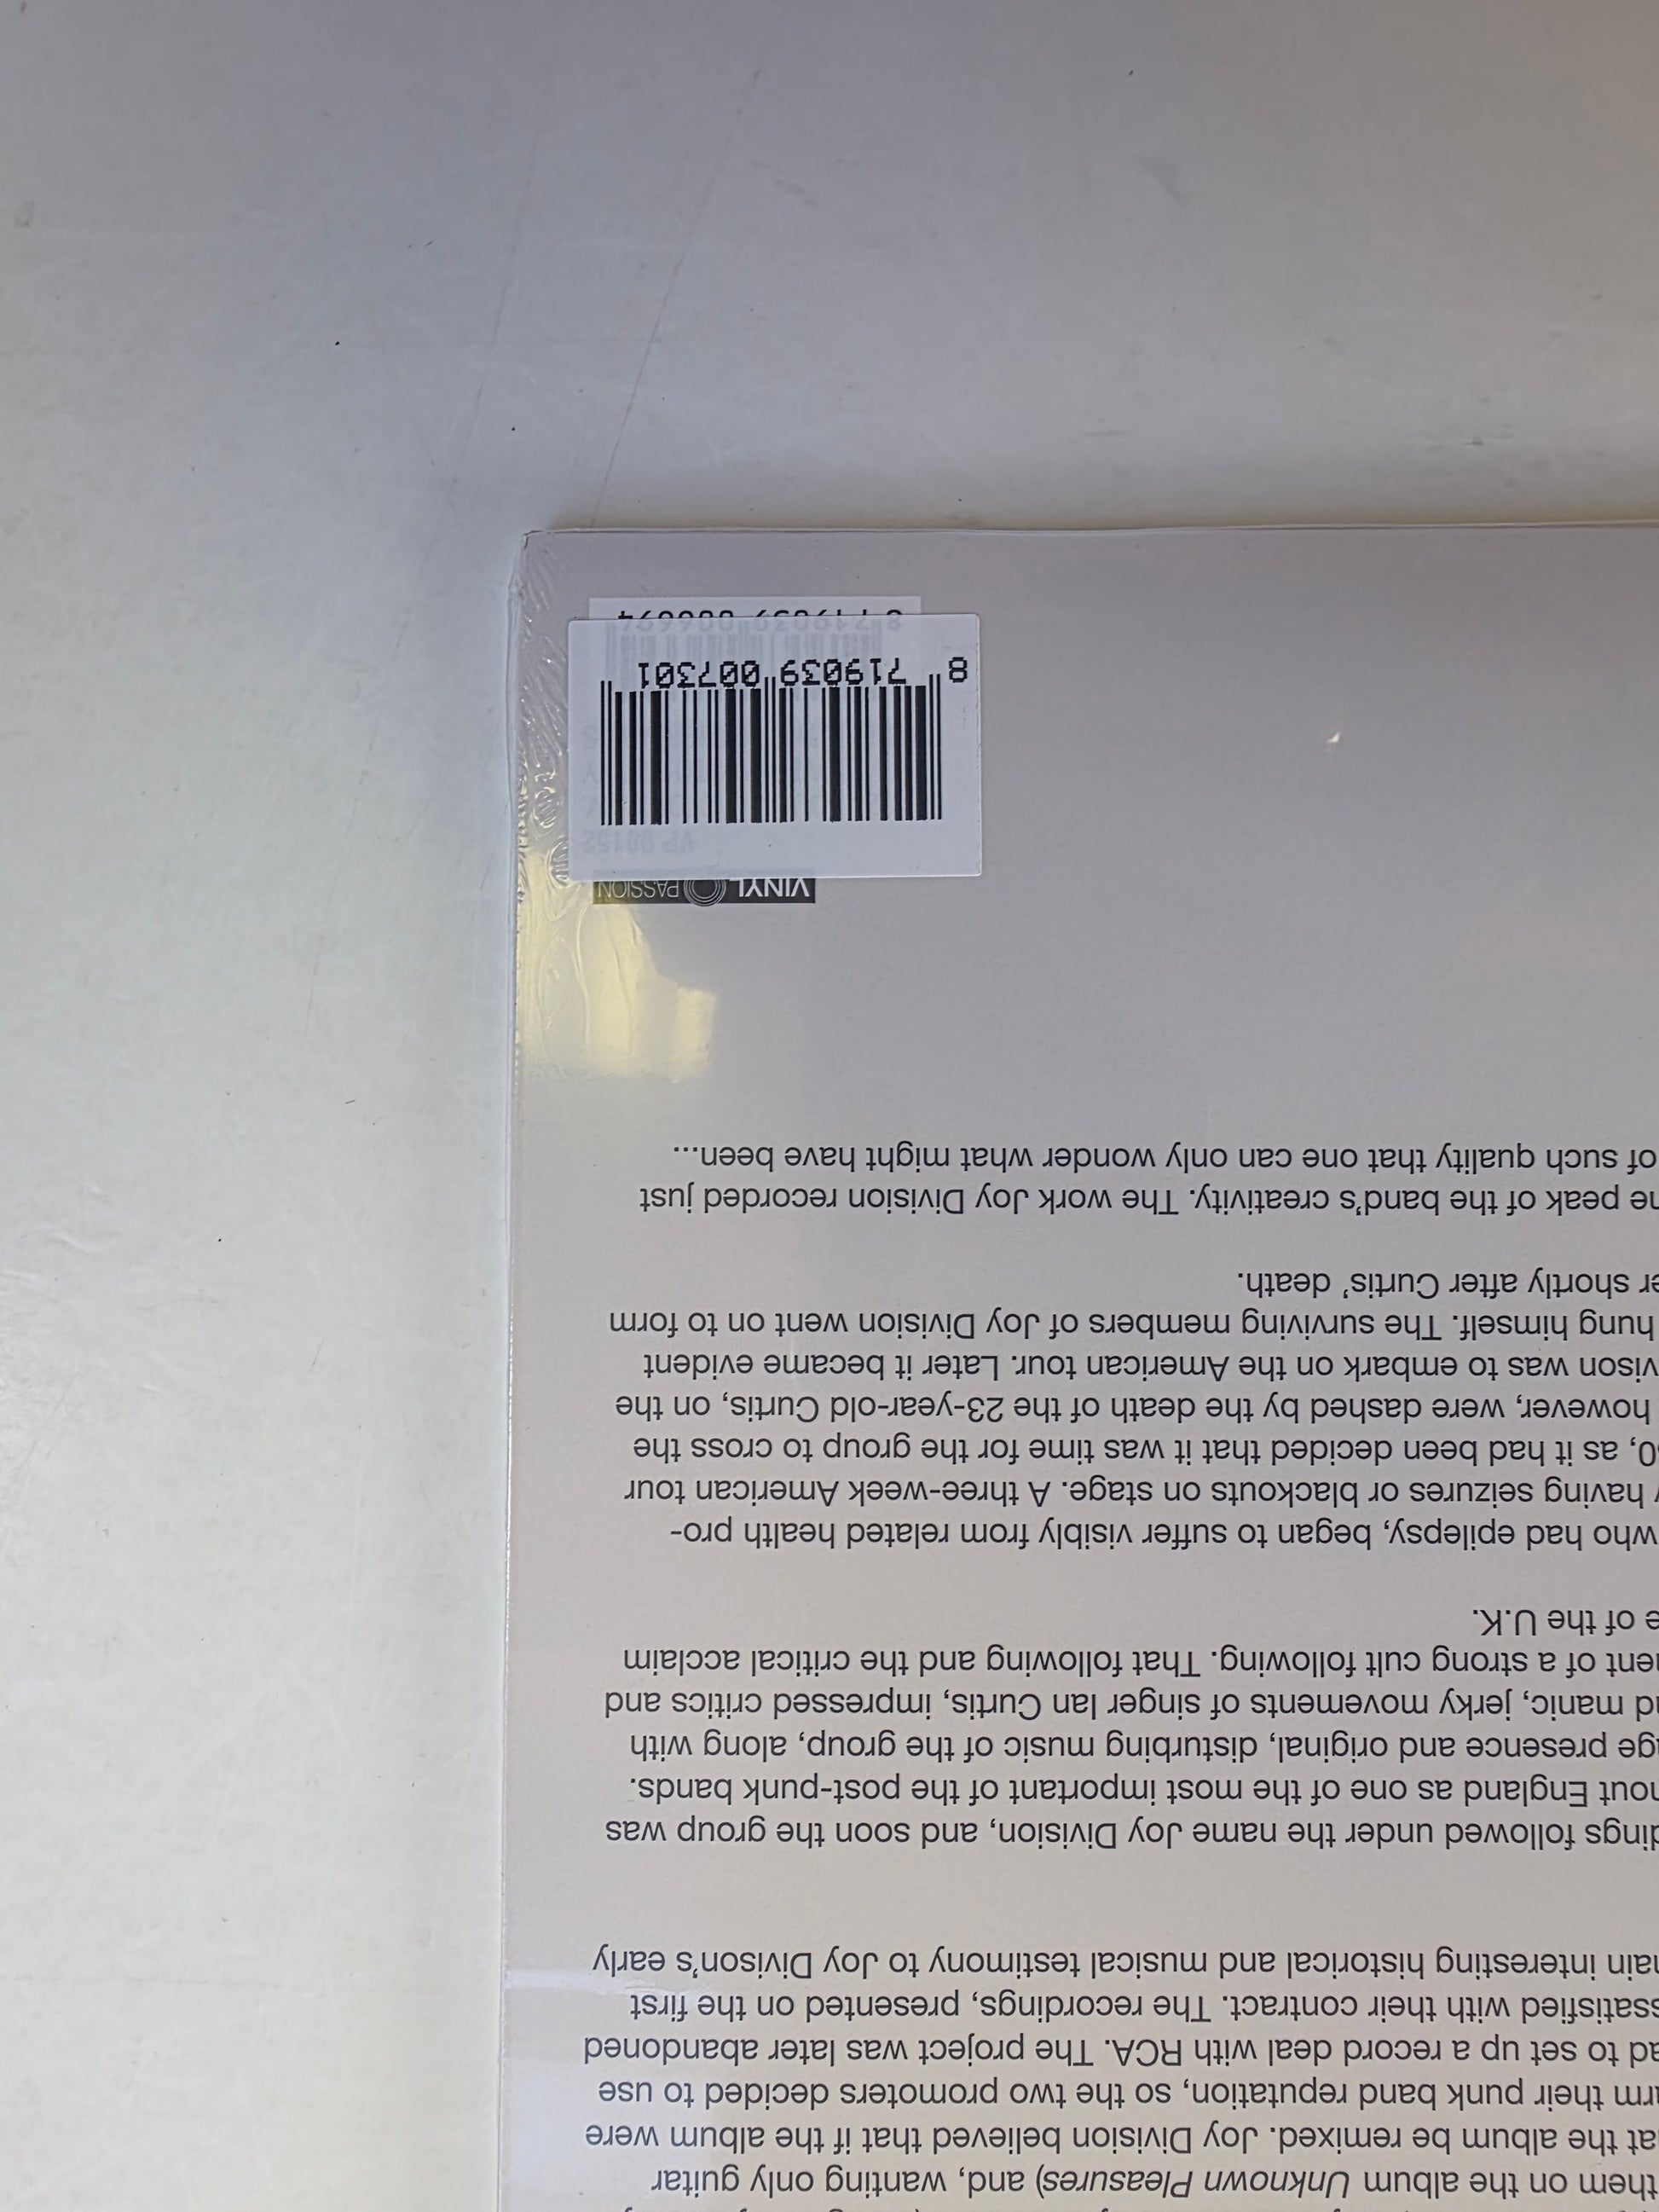 them on the album Unknown Pleasures) and, wanting only guitar
at the album be remixed. Joy Division believed that if the album were
rm their punk band reputation, so the two promoters decided to use
ad to set up a record deal with RCA. The project was later abandoned
ssatisfied with their contract. The recordings, presented on the first
nain interesting historical and musical testimony to Joy Divison's early
dings followed under the name Joy Division, and soon the group was
hout England as one of the most important of the post-punk bands.
age presence and original, disturbing music of the group, along with
nd manic, jerky movements of singer Ian Curtis, impressed critics and
nent of a strong cult following. That following and the critical acclaim
e of the U.K.
who had epilepsy, began to suffer visibly from related health pro-
y having seizures or blackouts on stage. A three-week American tour
0, as it had been decided that it was time for the group to cross the
however, were dashed by the death of the 23-year-old Curtis, on the
vison was to embark on the American tour. Later it became evident
hung himself. The surviving members of Joy Division went on to form
er shortly after Curtis' death.
he peak of the band's creativity. The work Joy Division recorded just
of such quality that one can only wonder what might have been...
VINYL PASSION
8 719039 007301